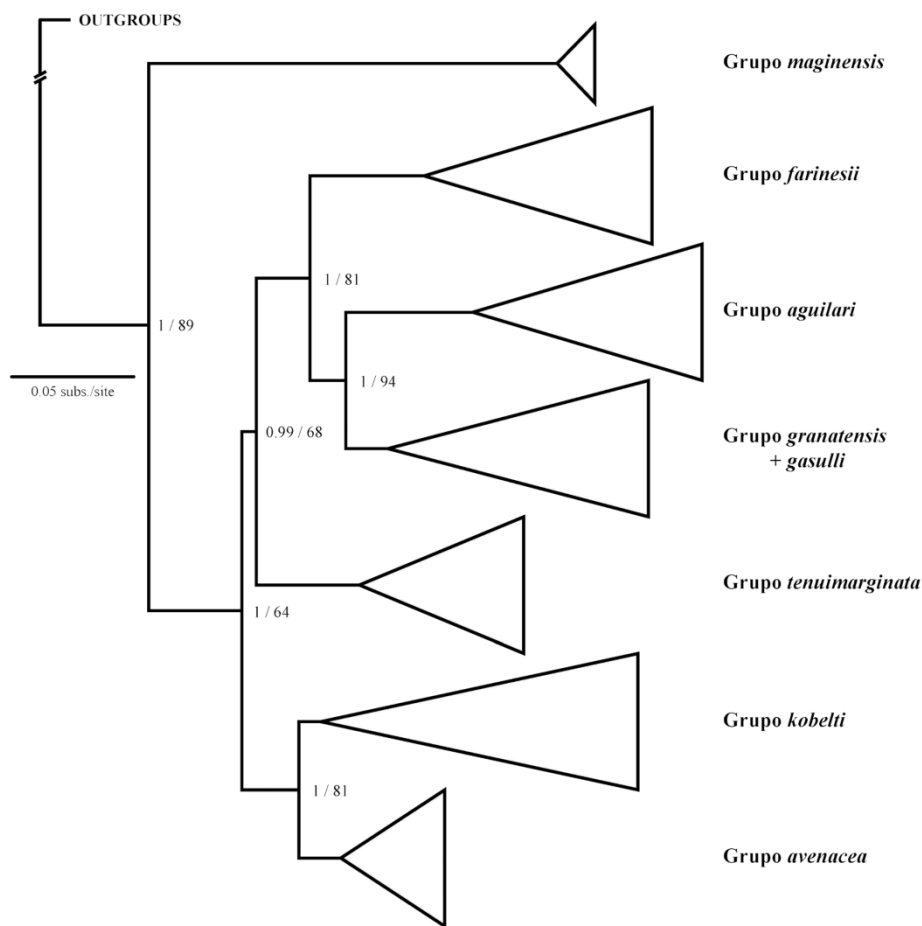 OUTGROUPS
Grupo maginensis
Grupo farinesii
1 / 81
Grupo aguilari
1 / 89
0.05 subs./site
1 / 94
0.99 / 68
Grupo granatensis
+ gasulli
Grupo tenuimarginata
1 / 64
Grupo kobelti
1 / 81
Grupo avenacea